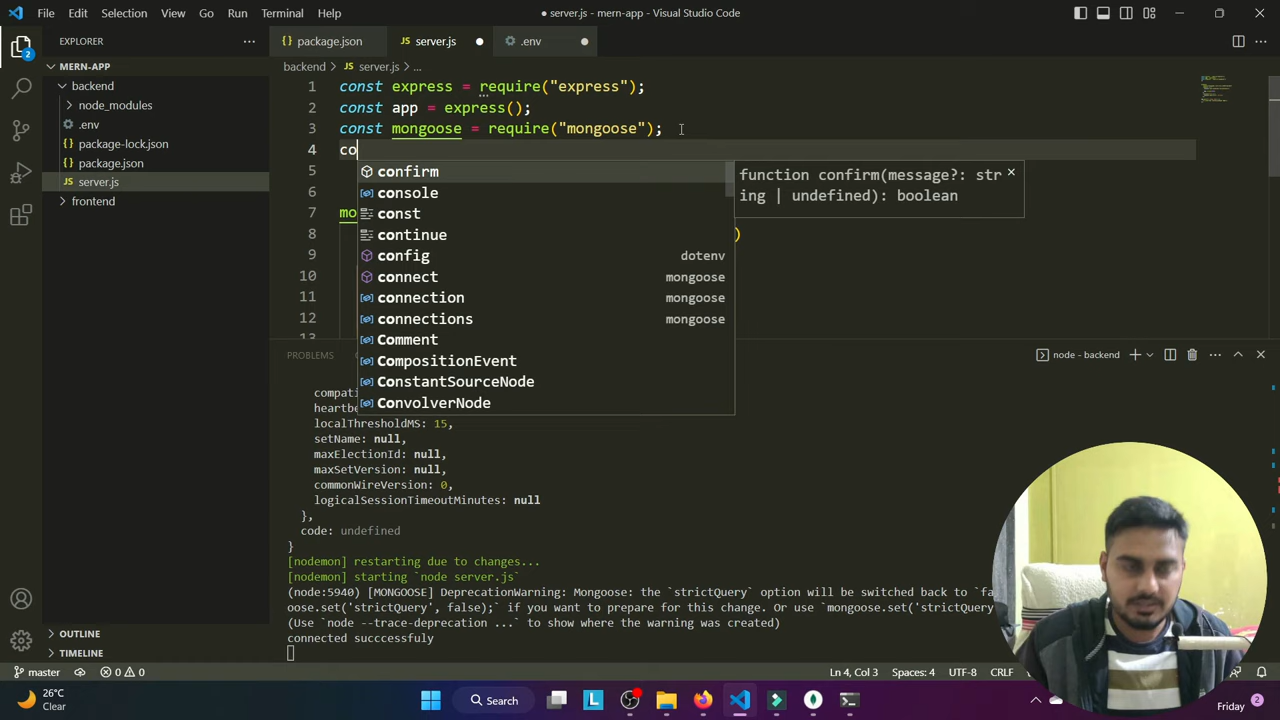 File Edit Selection View Go Run Terminal Help
● server.js - mern-app - Visual Studio Code
EXPLORER
package.json
JS server.js
.env
2
MERN-APP
backend
node_modules
.env
package-lock.json
package.json
JS server.js
frontend
backend > JS server.js > ...
1 const express = require("express");
2 const app = express();
3 const mongoose = require("mongoose");
4 co
5
7 mo
8 )
9
10
11
12
13
confirm
console
const
continue
config dotenv
connect mongoose
connection mongoose
connections mongoose
Comment
CompositionEvent
ConstantSourceNode
ConvolverNode
function confirm(message?: str
ing | undefined): boolean
PROBLEMS
node - backend
compati
heartbe
localThresholdMS: 15,
setName: null,
maxElectionId: null,
maxSetVersion: null,
commonWireVersion: 0,
logicalSessionTimeoutMinutes: null
},
code: undefined
}
[nodemon] restarting due to changes...
[nodemon] starting `node server.js`
(node:5940) [MONGOOSE] DeprecationWarning: Mongoose: the `strictQuery` option will be switched back to `fa
oose.set('strictQuery', false);` if you want to prepare for this change. Or use `mongoose.set('strictQuery
(Use `node --trace-deprecation ...` to show where the warning was created)
connected succcessfuly
OUTLINE
TIMELINE
master
0 0
Ln 4, Col 3
Spaces: 4
UTF-8
CRLF
26°C
Clear
Search
Friday
2